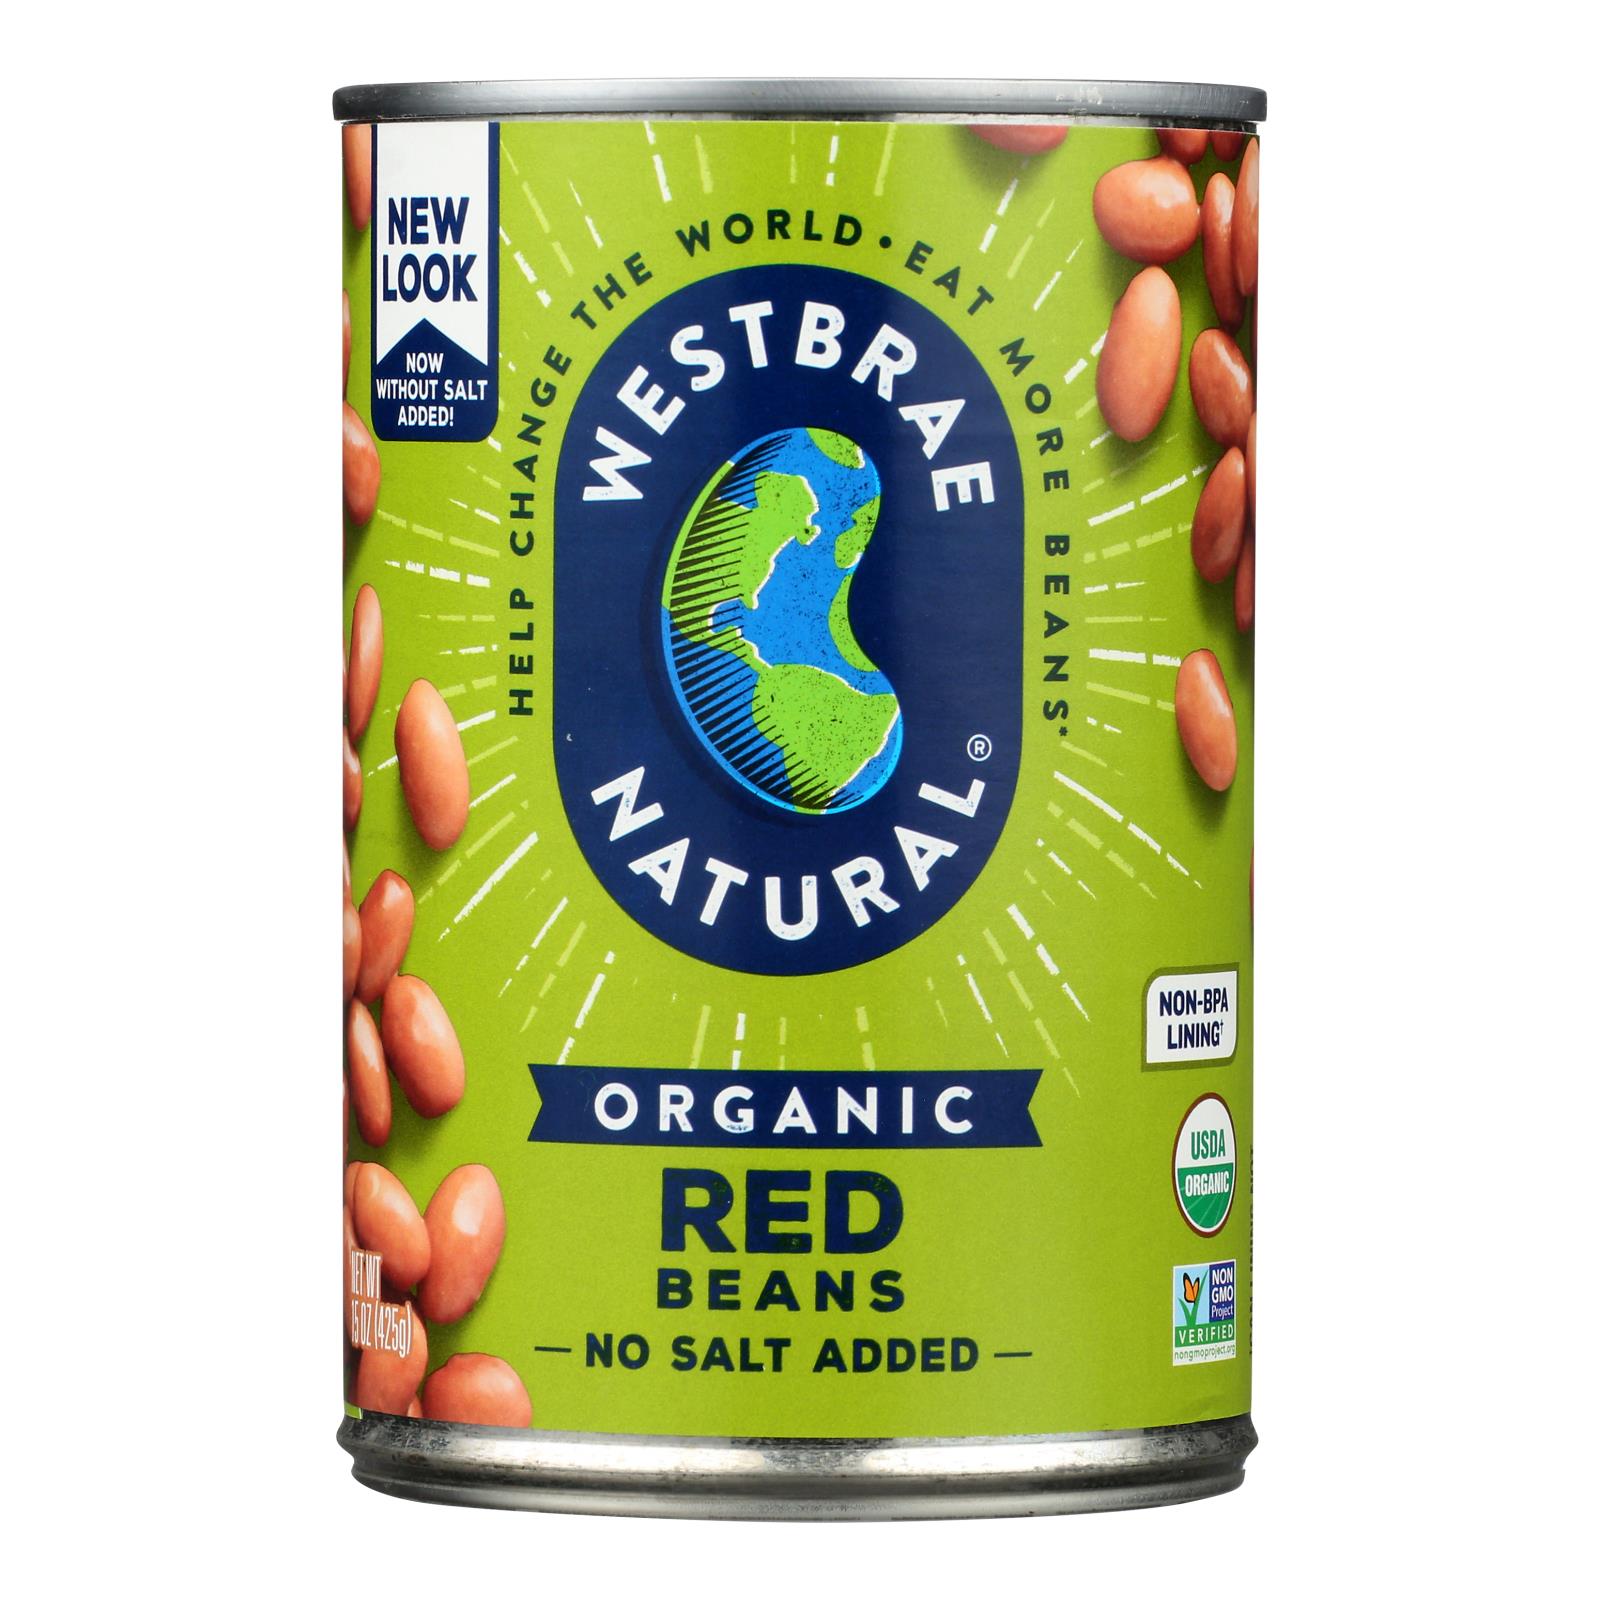 NEW
LOOK
NOW
WITHOUT SALT
ADDED!
HELP CHANGE THE WORLD • EAT MORE BEANS*
WESTBRAE
NATURAL®
NON-BPA
LINING†
ORGANIC
RED
BEANS
— NO SALT ADDED —
USDA
ORGANIC
NON
GMO
Project
VERIFIED
nongmoproject.org
NET WT
15 OZ (425g)